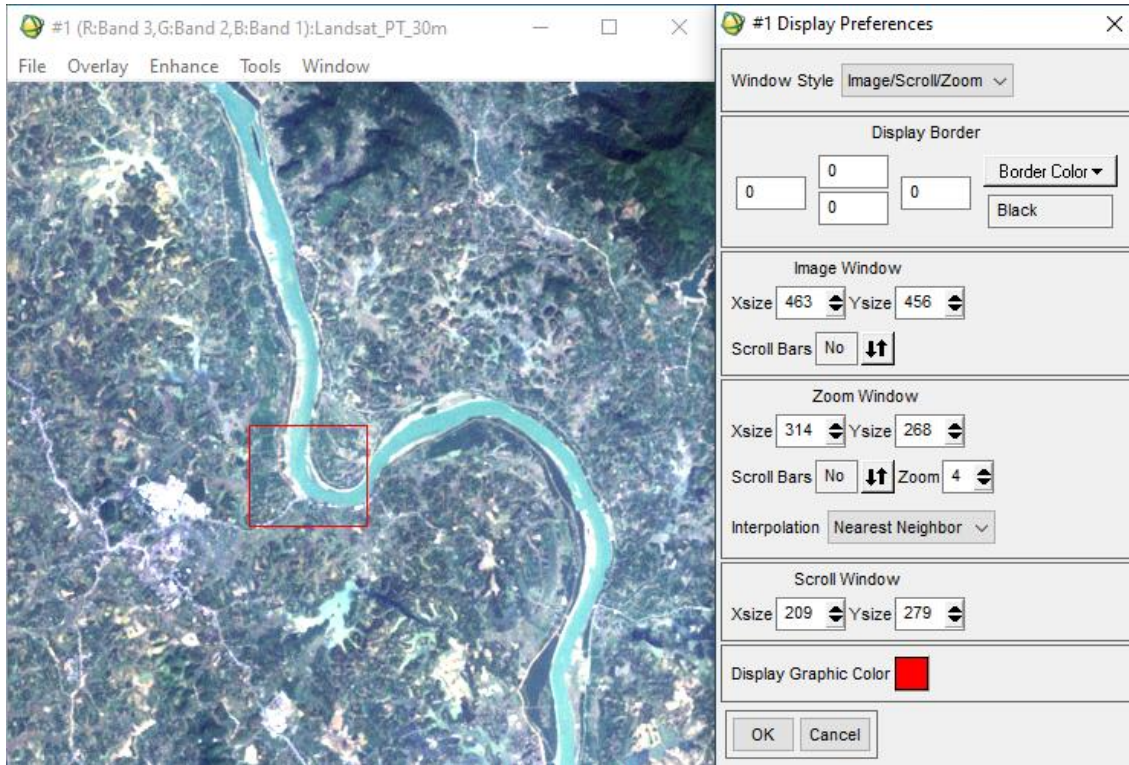 #1 (R:Band 3,G:Band 2,B:Band 1):Landsat_PT_30m
File Overlay Enhance Tools Window
#1 Display Preferences
Window Style Image/Scroll/Zoom
Display Border
0
0
0
0
Border Color
Black
Image Window
Xsize 463 Ysize 456
Scroll Bars No
Zoom Window
Xsize 314 Ysize 268
Scroll Bars No Zoom 4
Interpolation Nearest Neighbor
Scroll Window
Xsize 209 Ysize 279
Display Graphic Color
OK Cancel